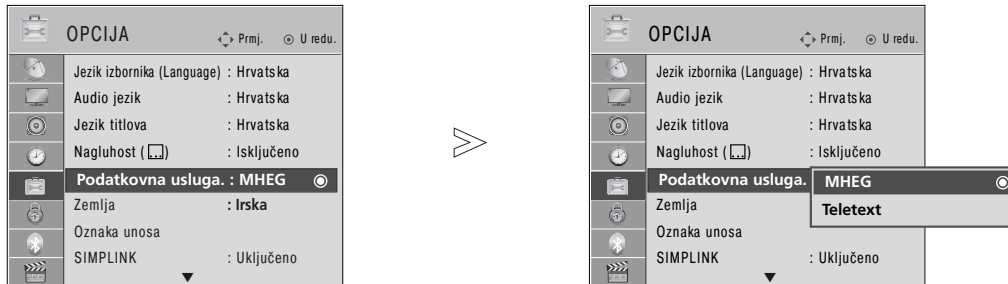 OPCIJA Prmj. U redu.
Jezik izbornika (Language) : Hrvatska
Audio jezik : Hrvatska
Jezik titlova : Hrvatska
Nagluhost ( ) : Isključeno
Podatkovna usluga. : MHEG
Zemlja : Irska
Oznaka unosa
SIMPLINK : Uključeno
OPCIJA Prmj. U redu.
Jezik izbornika (Language) : Hrvatska
Audio jezik : Hrvatska
Jezik titlova : Hrvatska
Nagluhost ( ) : Isključeno
Podatkovna usluga. MHEG
Zemlja Teletext
Oznaka unosa
SIMPLINK : Uključeno